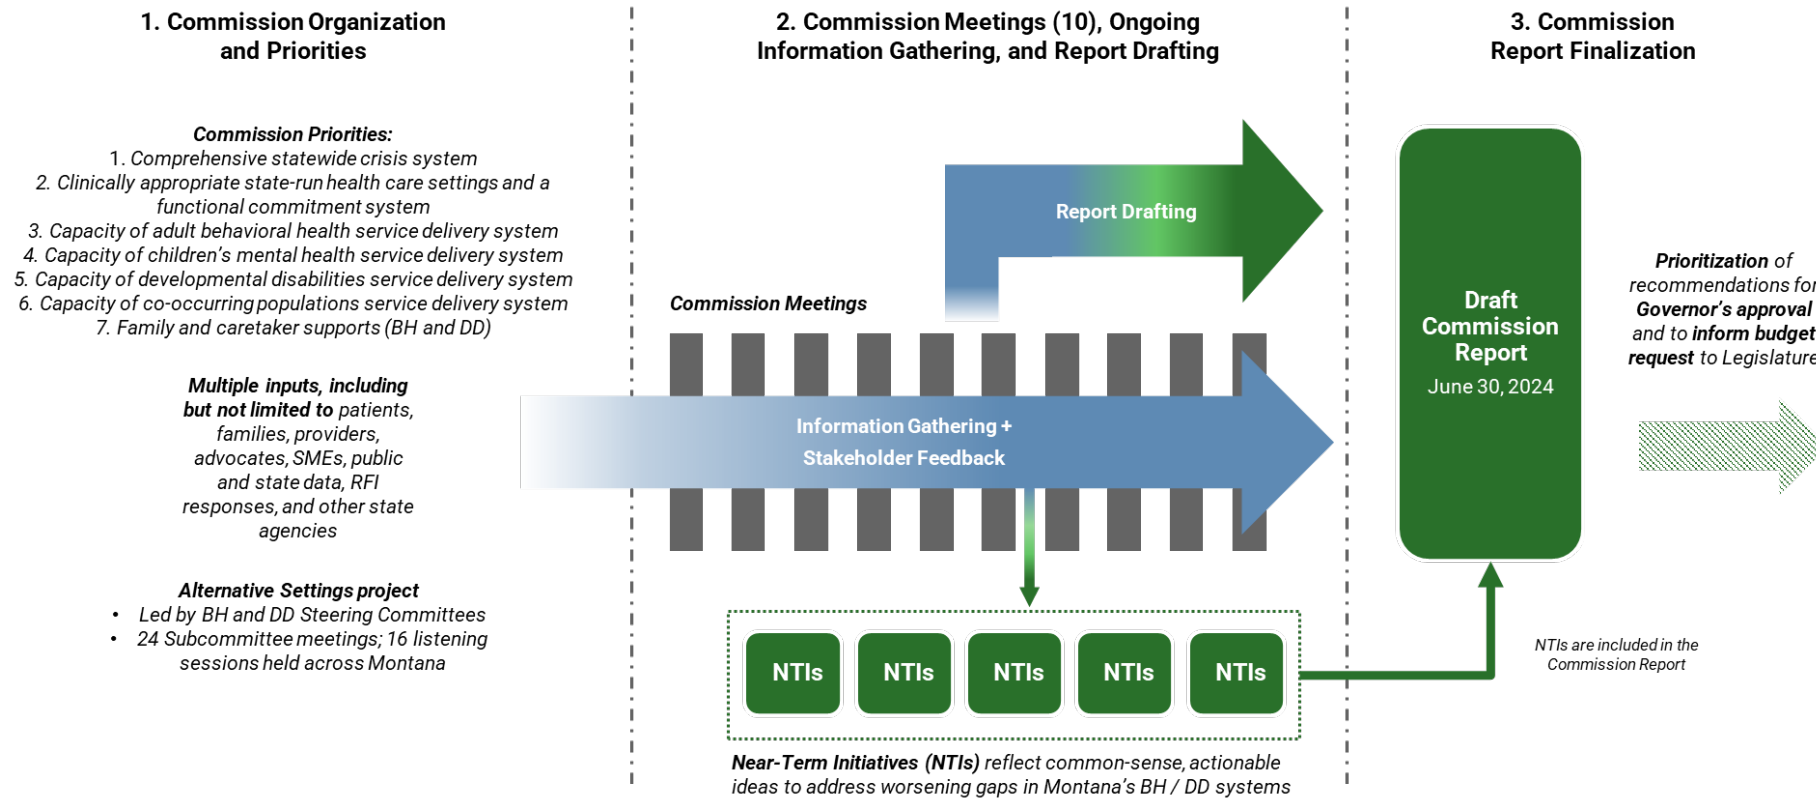 1. Commission Organization
and Priorities
Commission Priorities:
1. Comprehensive statewide crisis system
2. Clinically appropriate state-run health care settings and a
functional commitment system
3. Capacity of adult behavioral health service delivery system
4. Capacity of children's mental health service delivery system
5. Capacity of developmental disabilities service delivery system
6. Capacity of co-occurring populations service delivery system
7. Family and caretaker supports (BH and DD)
Multiple inputs, including
but not limited to patients,
families, providers,
advocates, SMEs, public
and state data, RFI
responses, and other state
agencies
Alternative Settings project
• Led by BH and DD Steering Committees
• 24 Subcommittee meetings; 16 listening
sessions held across Montana
2. Commission Meetings (10), Ongoing
Information Gathering, and Report Drafting
Report Drafting
Commission Meetings
Information Gathering +
Stakeholder Feedback
NTIs
NTIs
NTIs
NTIs
NTIs
Near-Term Initiatives (NTIs) reflect common-sense, actionable
ideas to address worsening gaps in Montana's BH / DD systems
3. Commission
Report Finalization
Draft
Commission
Report
June 30, 2024
Prioritization of
recommendations for
Governor's approval
and to inform budget
request to Legislature
NTIs are included in the
Commission Report